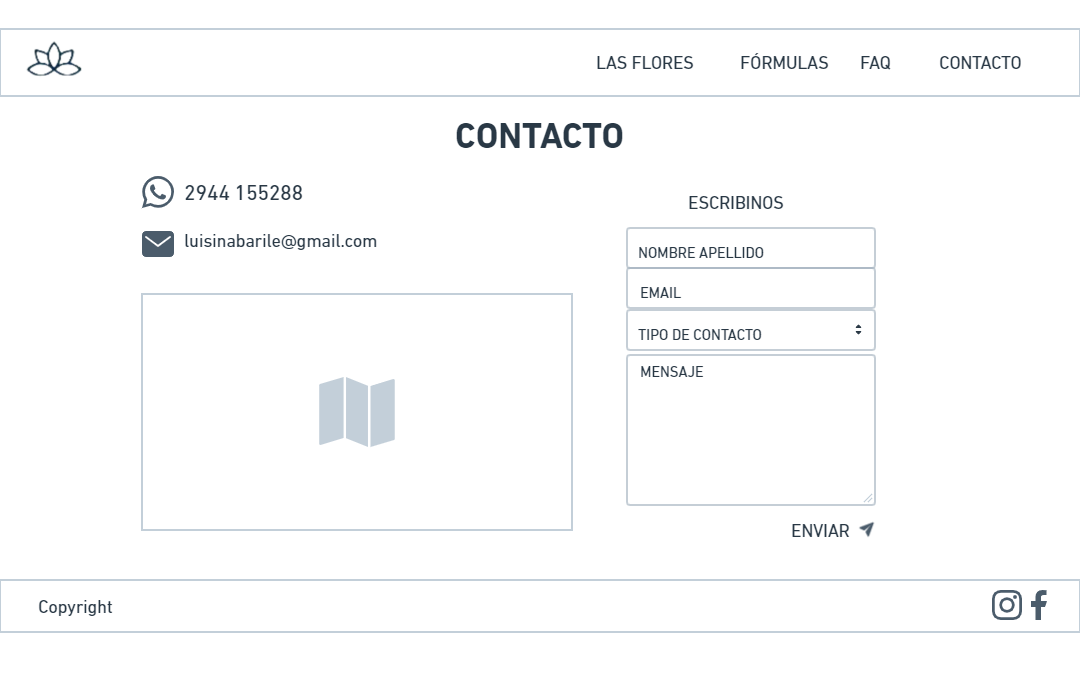 LAS FLORES FÓRMULAS FAQ CONTACTO
CONTACTO
2944 155288
luisinabarile@gmail.com
ESCRIBINOS
NOMBRE APELLIDO
EMAIL
TIPO DE CONTACTO
MENSAJE
ENVIAR
Copyright